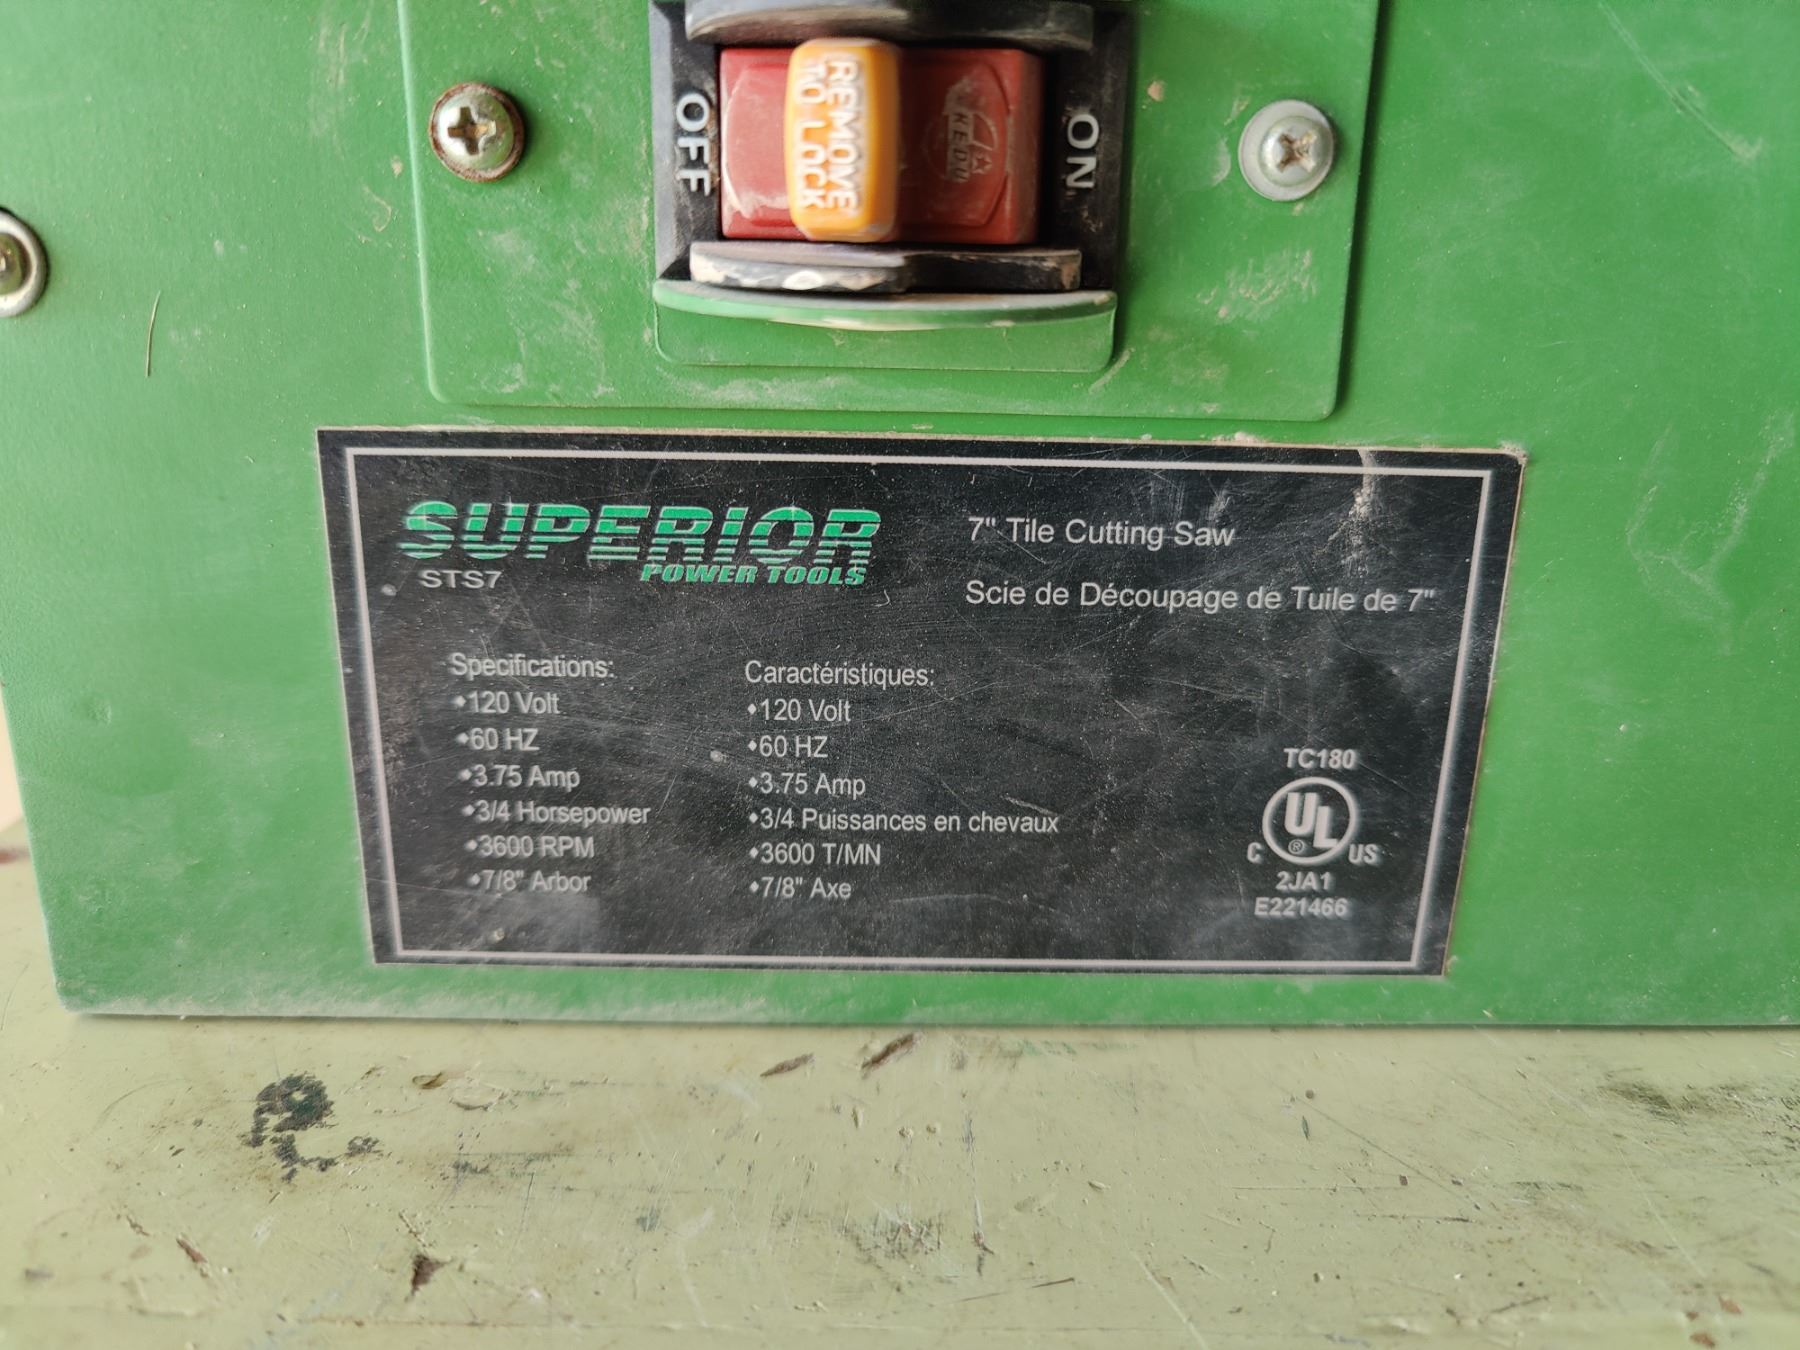 OFF
REMOVE
TO LOCK
KEDU
ON
SUPERIOR
POWER TOOLS
STS7
7" Tile Cutting Saw
Scie de Découpage de Tuile de 7"
Specifications:
•120 Volt
•60 HZ
•3.75 Amp
•3/4 Horsepower
•3600 RPM
•7/8" Arbor
Caractéristiques:
•120 Volt
•60 HZ
•3.75 Amp
•3/4 Puissances en chevaux
•3600 T/MN
•7/8" Axe
TC180
C UL ® US
2JA1
E221466